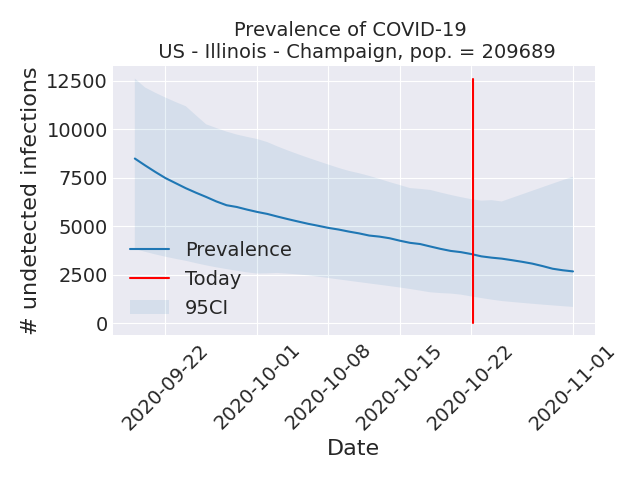 Prevalence of COVID-19
US - Illinois - Champaign, pop. = 209689
# undetected infections
12500
10000
7500
5000
2500
0
Prevalence
Today
95CI
2020-09-22
2020-10-01
2020-10-08
2020-10-15
2020-10-22
2020-11-01
Date